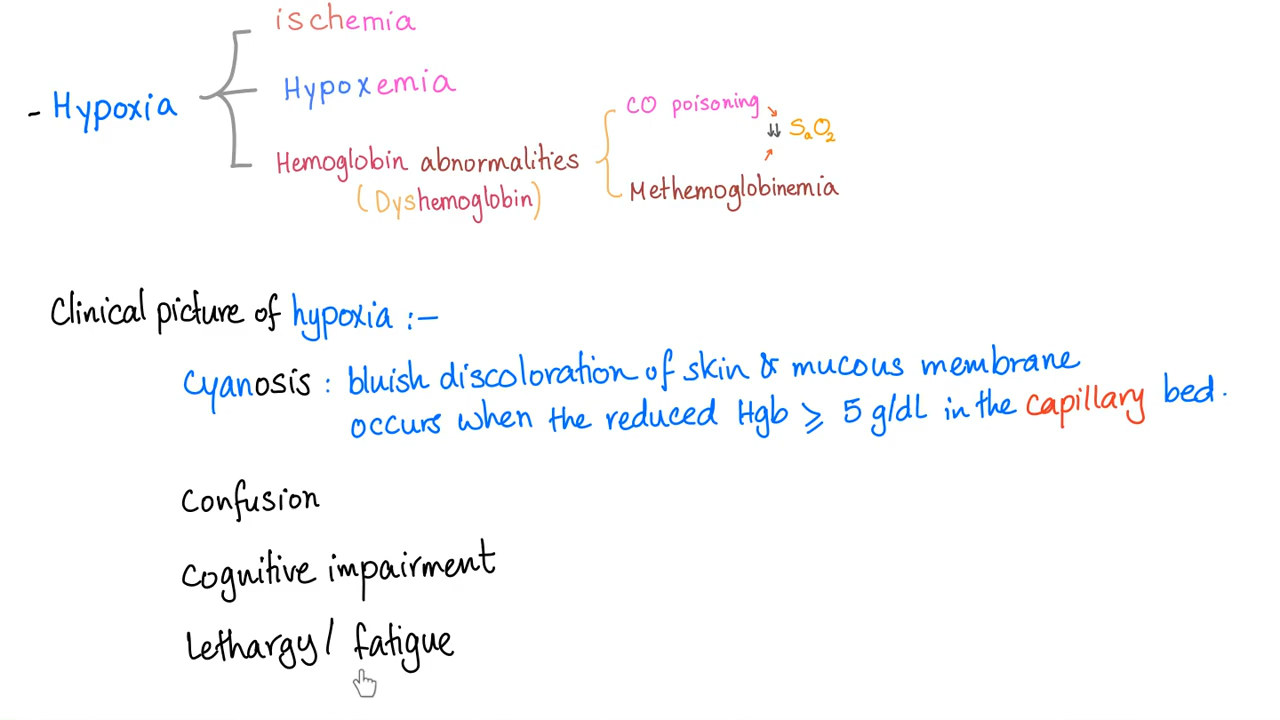 ischemia
- Hypoxia
Hypoxemia
Hemoglobin abnormalities
(Dyshemoglobin)
CO poisoning
↓↓ SaO2
Methemoglobinemia
Clinical picture of hypoxia :-
Cyanosis : bluish discoloration of skin & mucous membrane
occurs when the reduced Hgb ⩾ 5 g/dL in the capillary bed.
Confusion
Cognitive impairment
Lethargy/ fatigue